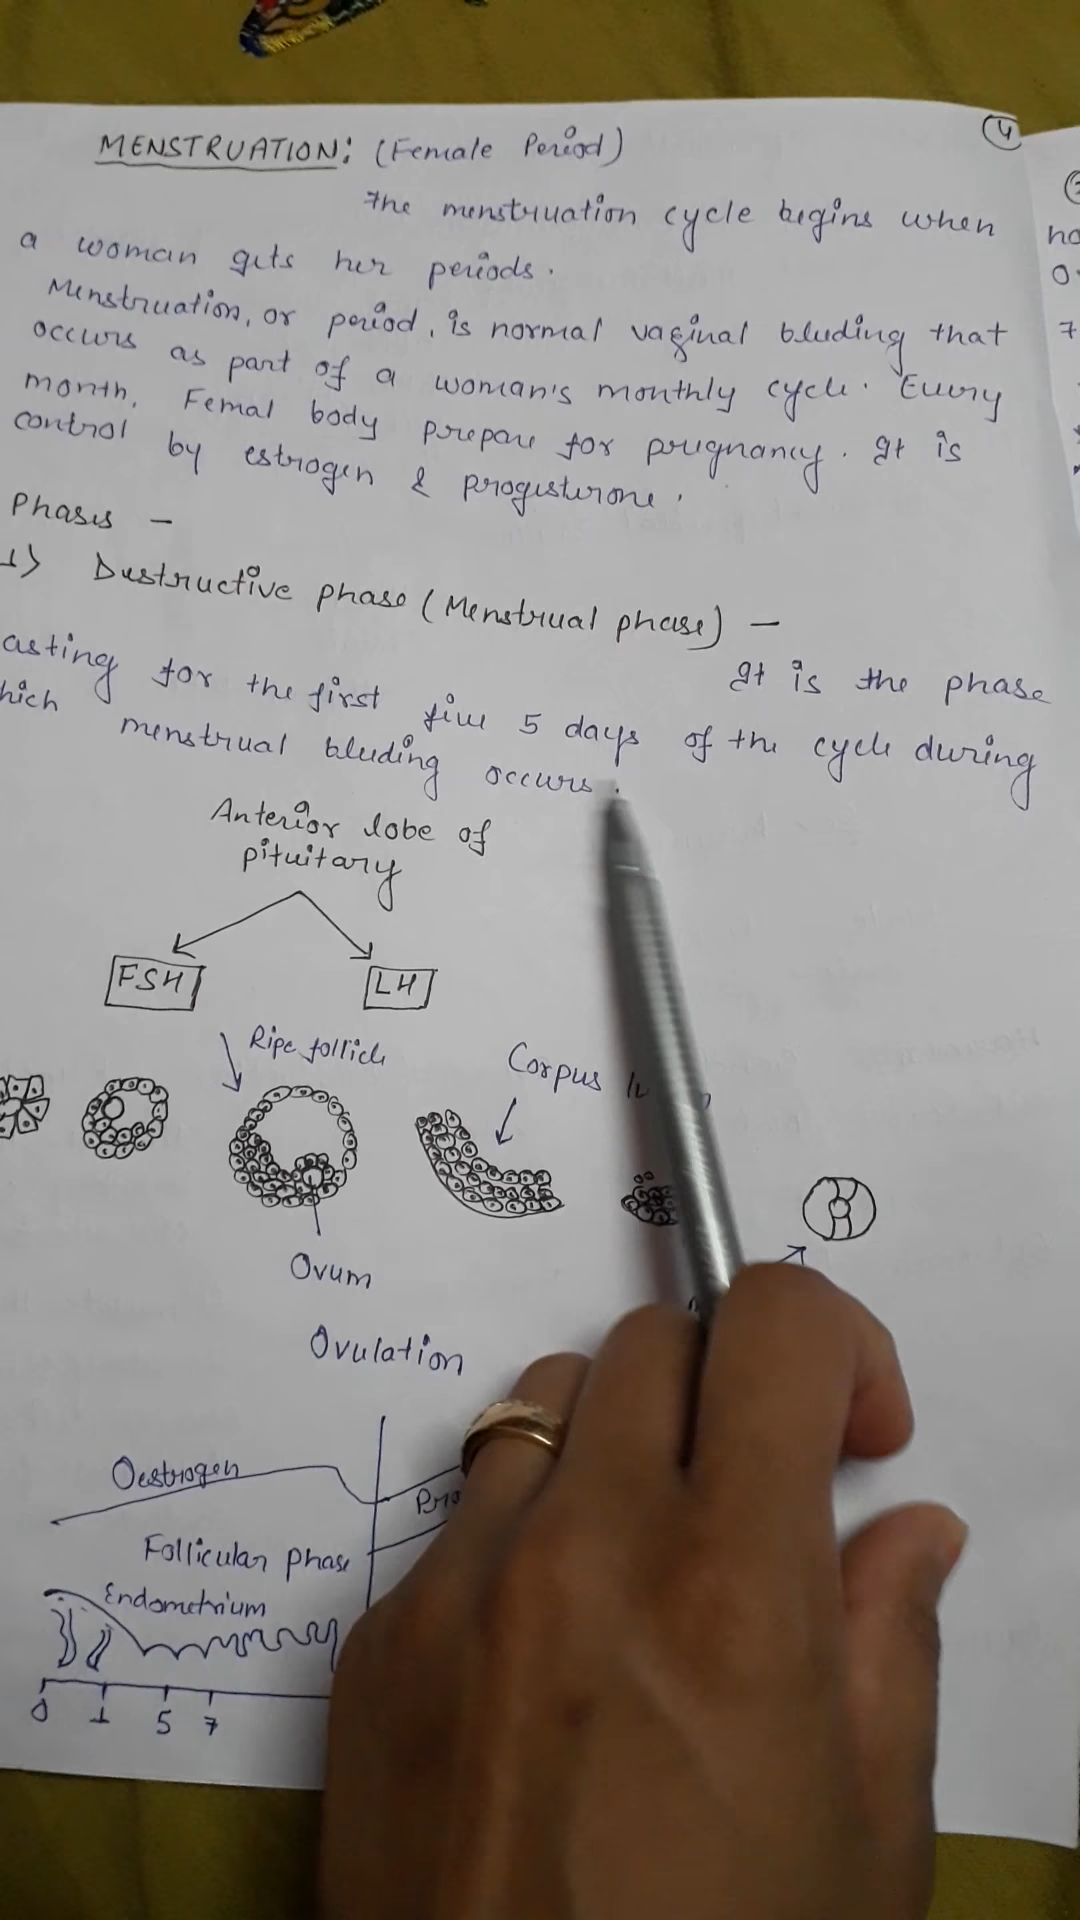 4
MENSTRUATION: (Female Period)
The menstruation cycle begins when
a woman gets her periods.
Menstruation, or period, is normal vaginal bleeding that
occurs as part of a woman's monthly cycle. Every
month, Femal body prepare for pregnancy. It is
control by estrogen & progesterone.
Phases -
1) Destructive phase (Menstrual phase) -
It is the phase
asting for the first five 5 days of the cycle during
hich menstrual bleeding occurs.
Anterior lobe of
pituitary
FSH LH
Ripe follicle
Corpus
Ovum
Ovulation
Oestrogen
Follicular phase
Endometrium
0 1 5 7